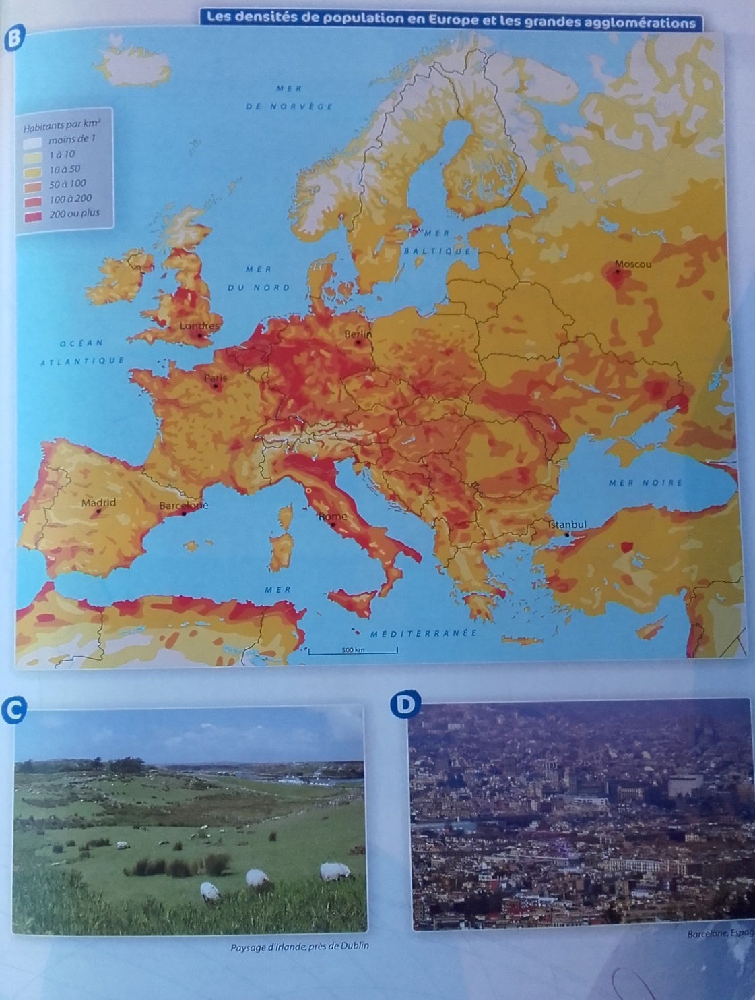 Les densités de population en Europe et les grandes agglomérations
B
MER
DE NORVÈGE
Habitants par km²
moins de 1
1 à 10
10 à 50
50 à 100
100 à 200
200 ou plus
MER
BALTIQUE
MER
DU NORD
Moscou
Londres
Berlin
OCÉAN
ATLANTIQUE
Paris
MER NOIRE
Madrid
Barcelone
Rome
Istanbul
MER
MÉDITERRANÉE
500 km
C
D
Paysage d'Irlande, près de Dublin
Barcelone, Espag